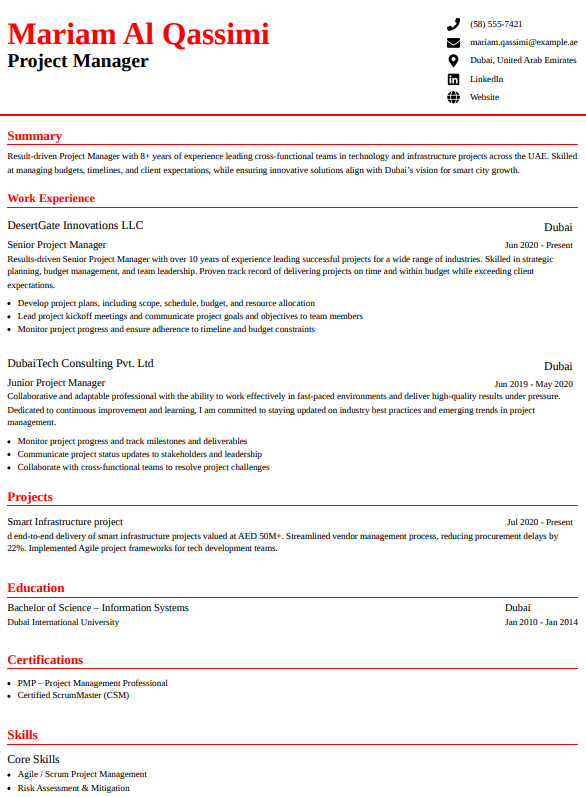 Mariam Al Qassimi
Project Manager
(58) 555-7421
mariam.qassimi@example.ae
Dubai, United Arab Emirates
LinkedIn
Website
Summary
Result-driven Project Manager with 8+ years of experience leading cross-functional teams in technology and infrastructure projects across the UAE. Skilled
at managing budgets, timelines, and client expectations, while ensuring innovative solutions align with Dubai's vision for smart city growth.
Work Experience
DesertGate Innovations LLC Dubai
Senior Project Manager Jun 2020 - Present
Results-driven Senior Project Manager with over 10 years of experience leading successful projects for a wide range of industries. Skilled in strategic
planning, budget management, and team leadership. Proven track record of delivering projects on time and within budget while exceeding client
expectations.
• Develop project plans, including scope, schedule, budget, and resource allocation
• Lead project kickoff meetings and communicate project goals and objectives to team members
• Monitor project progress and ensure adherence to timeline and budget constraints
DubaiTech Consulting Pvt. Ltd Dubai
Junior Project Manager Jun 2019 - May 2020
Collaborative and adaptable professional with the ability to work effectively in fast-paced environments and deliver high-quality results under pressure.
Dedicated to continuous improvement and learning, I am committed to staying updated on industry best practices and emerging trends in project
management.
• Monitor project progress and track milestones and deliverables
• Communicate project status updates to stakeholders and leadership
• Collaborate with cross-functional teams to resolve project challenges
Projects
Smart Infrastructure project Jul 2020 - Present
d end-to-end delivery of smart infrastructure projects valued at AED 50M+. Streamlined vendor management process, reducing procurement delays by
22%. Implemented Agile project frameworks for tech development teams.
Education
Bachelor of Science – Information Systems Dubai
Dubai International University Jan 2010 - Jan 2014
Certifications
• PMP – Project Management Professional
• Certified ScrumMaster (CSM)
Skills
Core Skills
• Agile / Scrum Project Management
• Risk Assessment & Mitigation